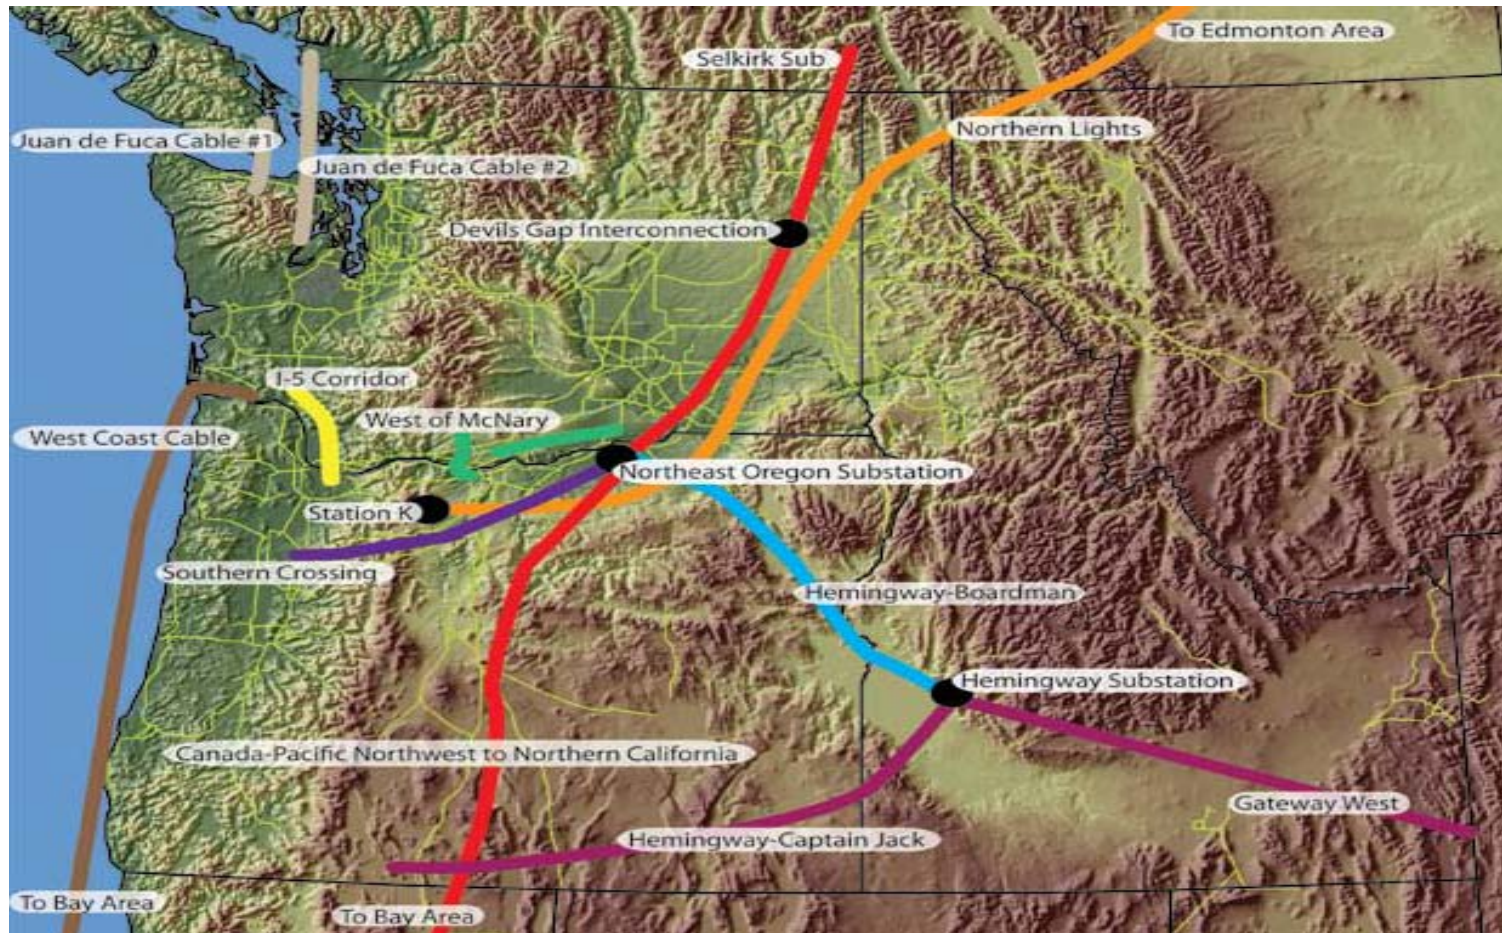 To Edmonton Area
Selkirk Sub
Northern Lights
Juan de Fuca Cable #1
Juan de Fuca Cable #2
Devils Gap Interconnection
I-5 Corridor
West of McNary
West Coast Cable
Northeast Oregon Substation
Station K
Southern Crossing
Hemingway-Boardman
Hemingway Substation
Canada-Pacific Northwest to Northern California
Gateway West
Hemingway-Captain Jack
To Bay Area
To Bay Area